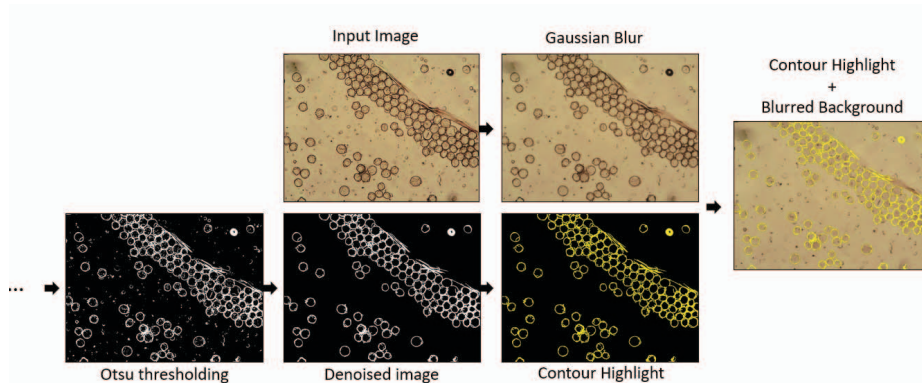 Input Image
Gaussian Blur
Contour Highlight
+
Blurred Background
...
Otsu thresholding
Denoised image
Contour Highlight